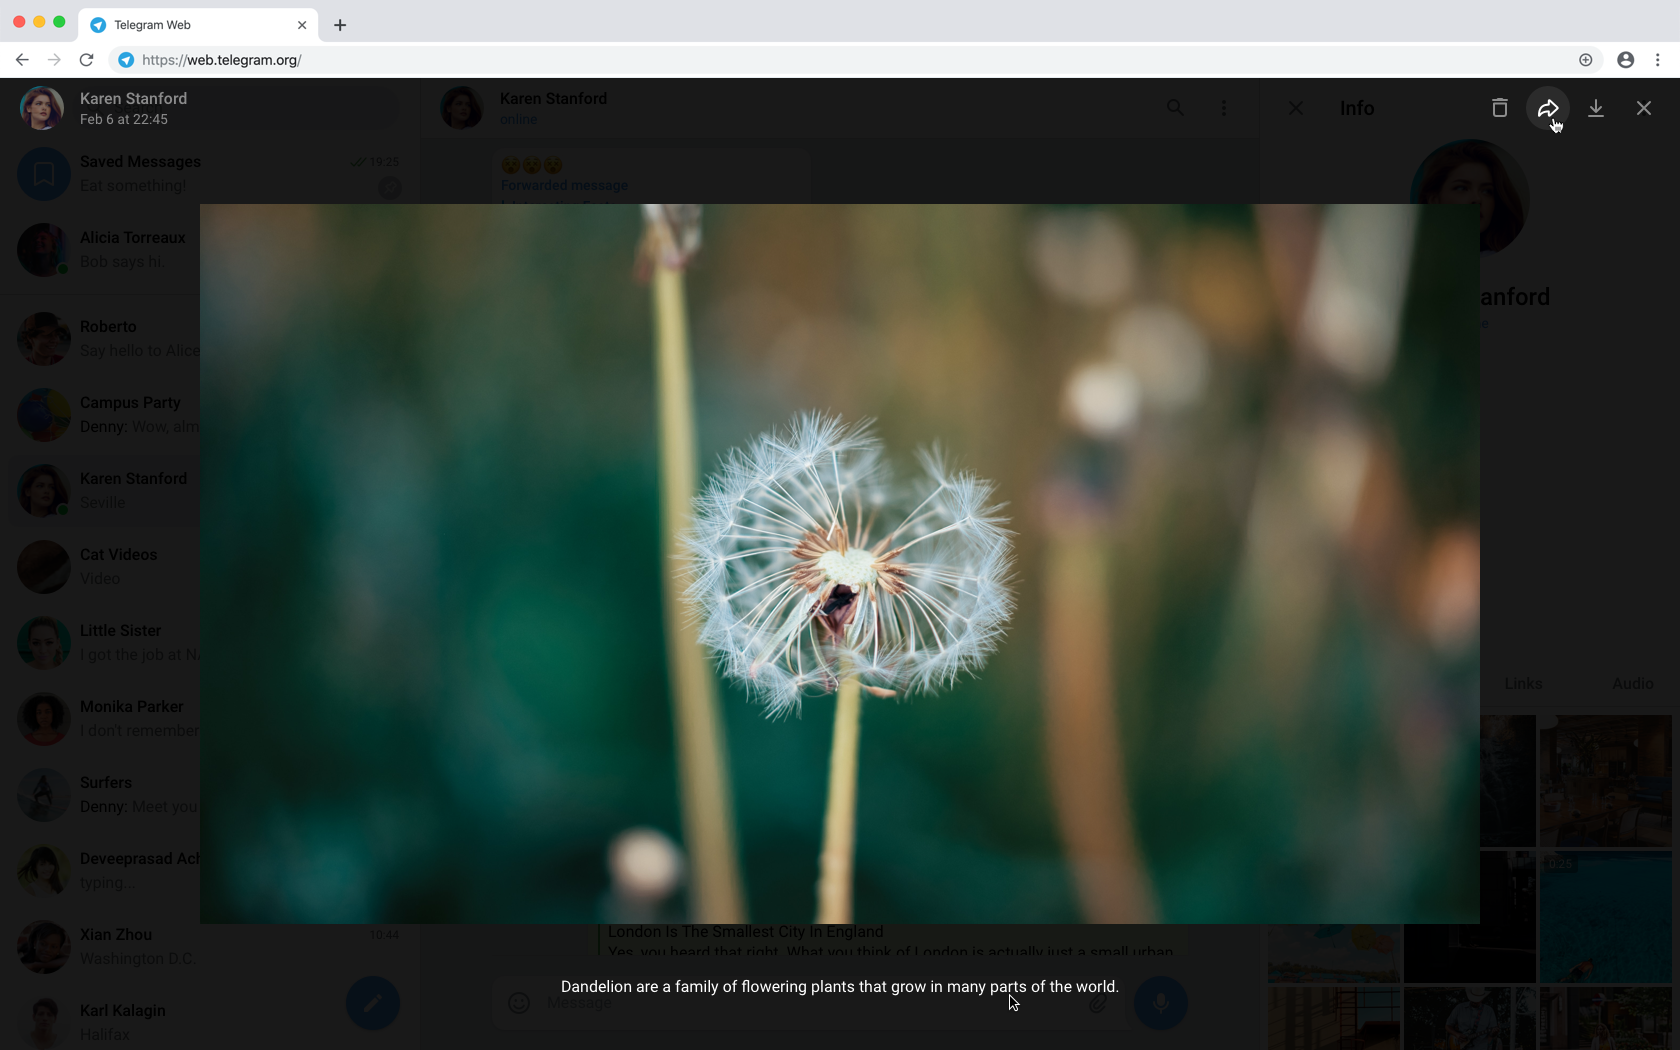 Telegram Web
https://web.telegram.org/
Karen Stanford
Feb 6 at 22:45
Saved Messages
19:25
Eat something!
Alicia Torreaux
Bob says hi.
Roberto
Say hello to Alice
Campus Party
Denny: Wow, alm
Karen Stanford
Seville
Cat Videos
Video
Little Sister
I got the job at NA
Monika Parker
I don't remember
Surfers
Denny: Meet you
Deveeprasad Ach
typing...
Xian Zhou
10:44
Washington D.C.
Karl Kalagin
Halifax
Karen Stanford
online
Forwarded message
London Is The Smallest City In England
Yes, you heard that right. What you think of London is actually just a small urban
Message
Dandelion are a family of flowering plants that grow in many parts of the world.
Info
anford
Links
Audio
0:25